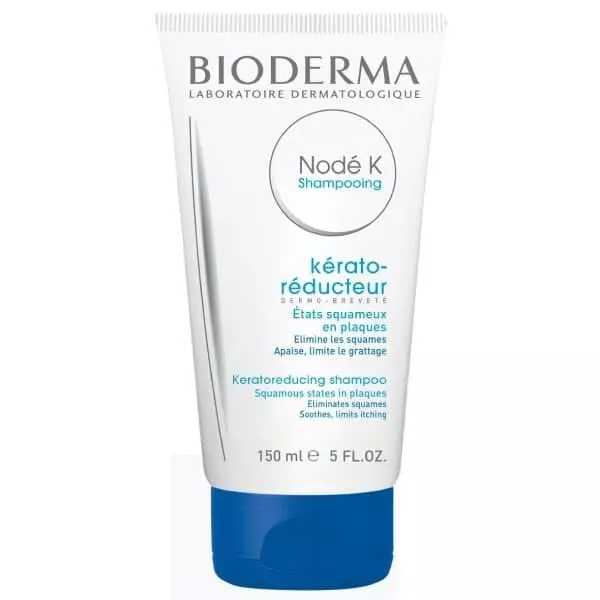 BIODERMA
LABORATOIRE DERMATOLOGIQUE
Nodé K
Shampooing
kérato-
réducteur
DERMO-BREVETÉ
États squameux
en plaques
Elimine les squames
Apaise, limite le grattage
Keratoreducing shampoo
Squamous states in plaques
Eliminates squames
Soothes, limits itching
150 ml e 5 FL.OZ.